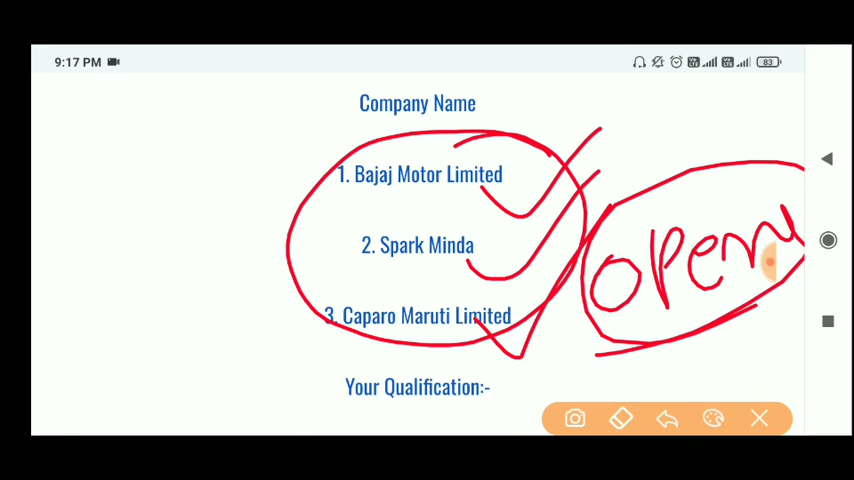 9:17 PM
83
Company Name
1. Bajaj Motor Limited
2. Spark Minda
open
3. Caparo Maruti Limited
Your Qualification:-